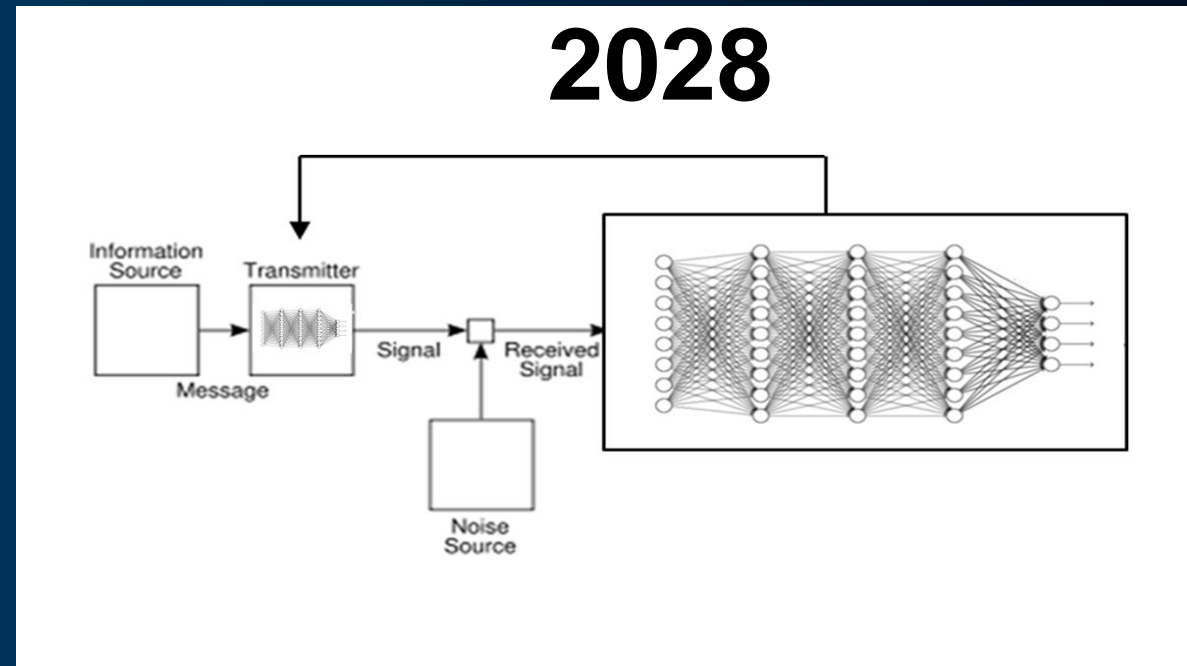 2028
Information
Source
Transmitter
Signal
Received
Signal
Message
Noise
Source